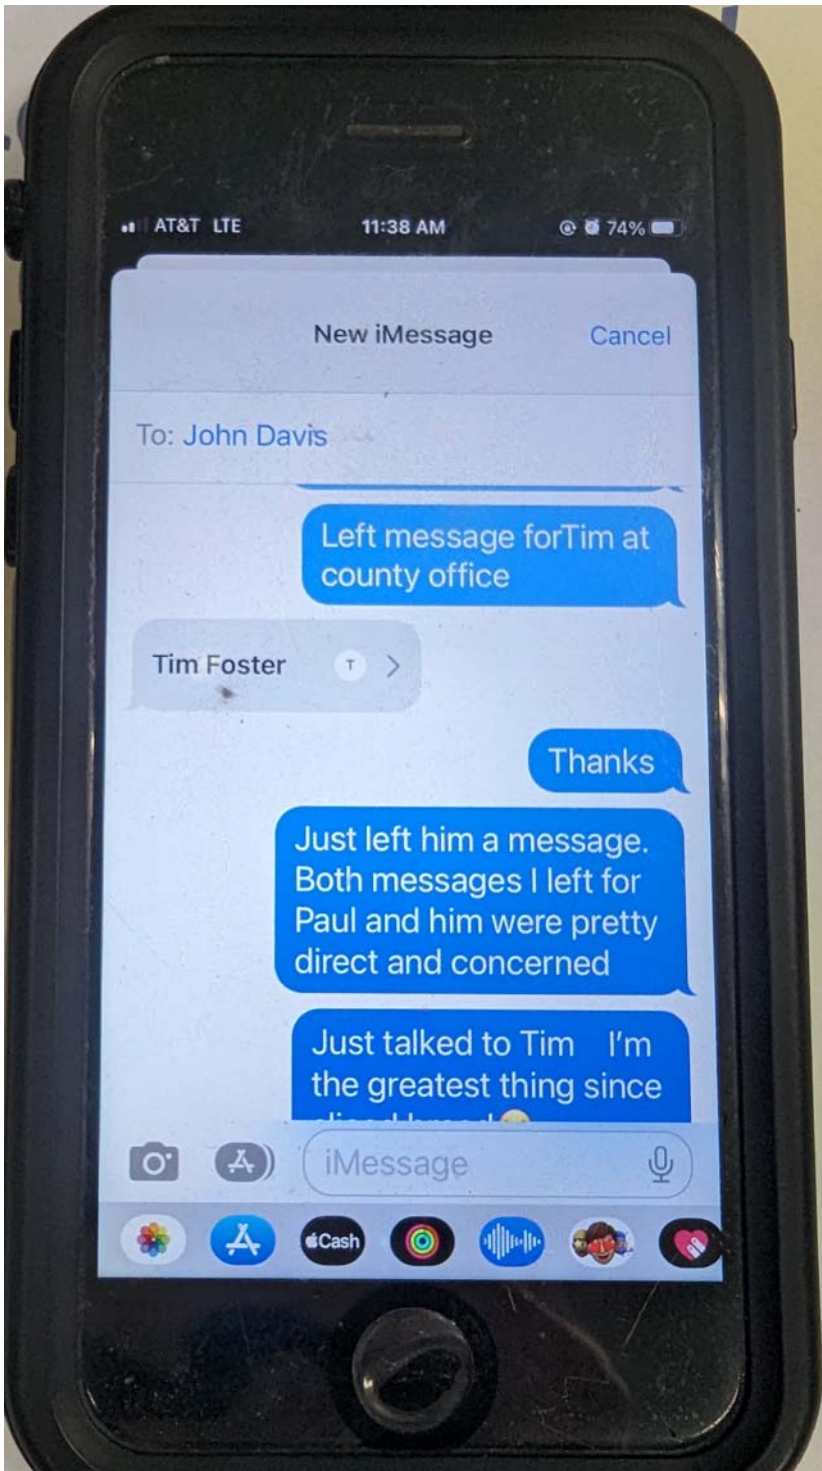 AT&T LTE 11:38 AM 74%
New iMessage Cancel
To: John Davis
Left message forTim at
county office
Tim Foster T
Thanks
Just left him a message.
Both messages I left for
Paul and him were pretty
direct and concerned
Just talked to Tim I'm
the greatest thing since
iMessage
Cash